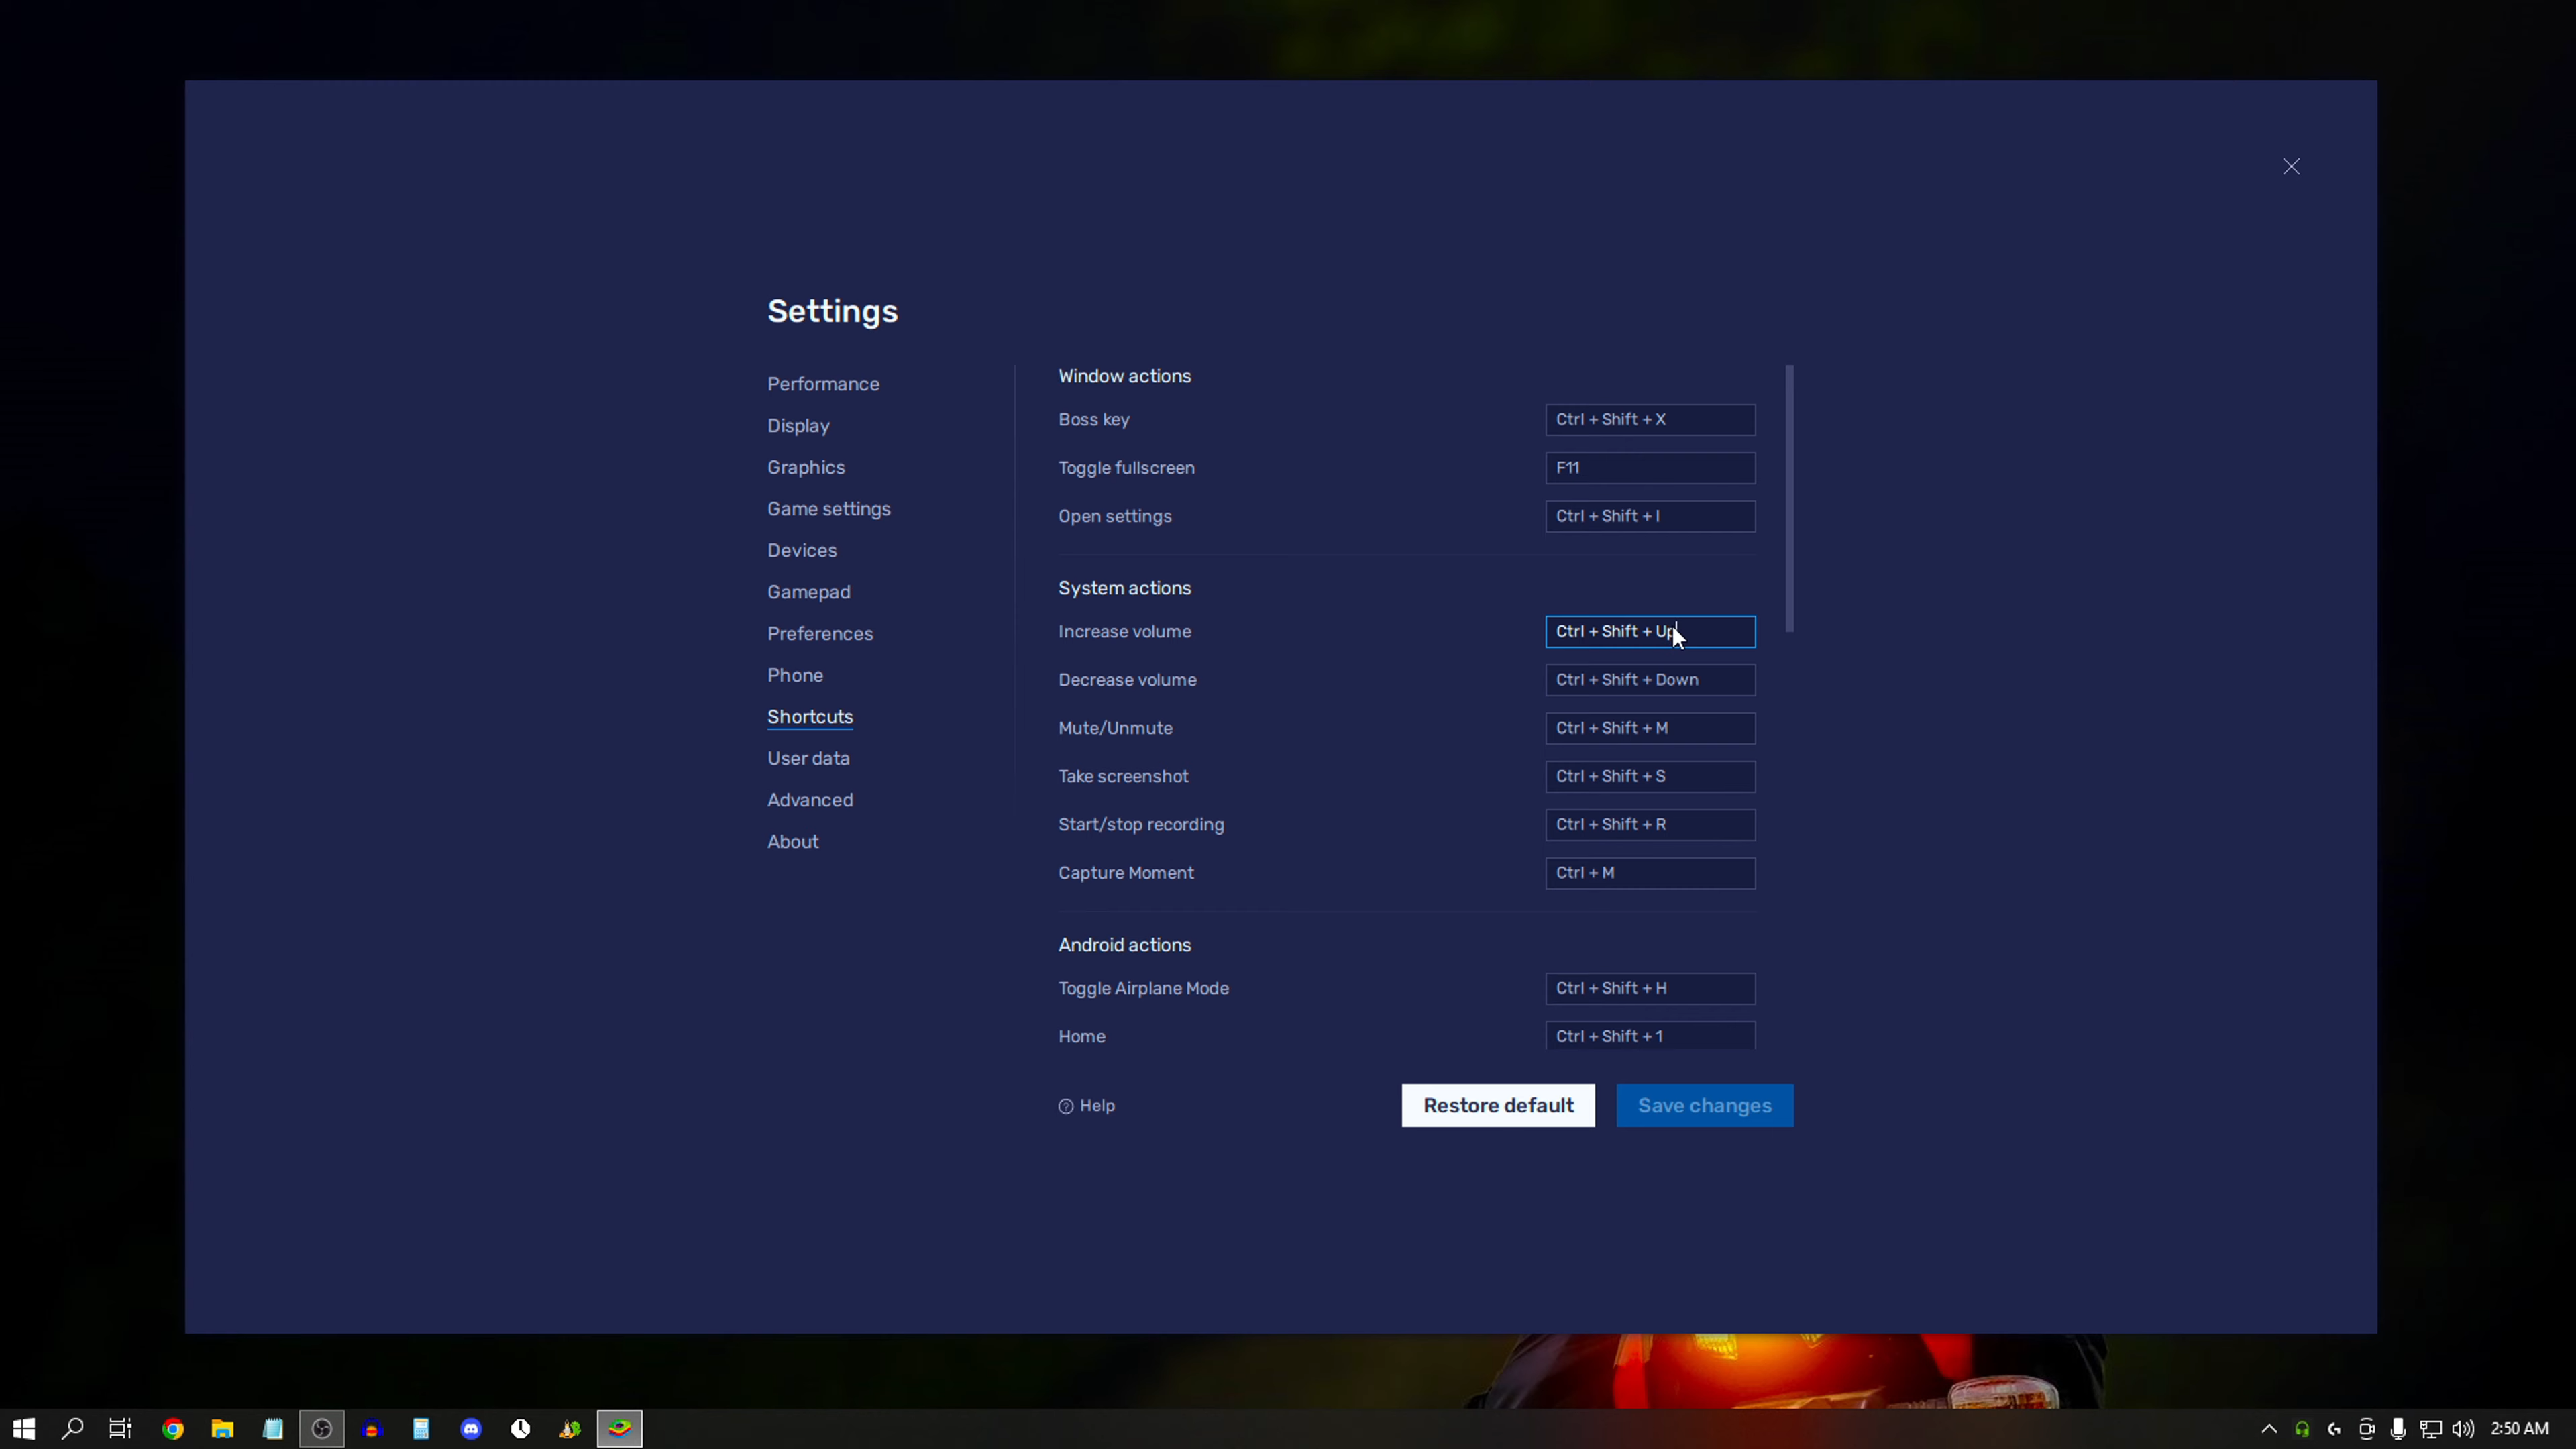 Settings
Performance
Display
Graphics
Game settings
Devices
Gamepad
Preferences
Phone
Shortcuts
User data
Advanced
About
Window actions
Boss key Ctrl + Shift + X
Toggle fullscreen F11
Open settings Ctrl + Shift + I
System actions
Increase volume Ctrl + Shift + Up
Decrease volume Ctrl + Shift + Down
Mute/Unmute Ctrl + Shift + M
Take screenshot Ctrl + Shift + S
Start/stop recording Ctrl + Shift + R
Capture Moment Ctrl + M
Android actions
Toggle Airplane Mode Ctrl + Shift + H
Home Ctrl + Shift + 1
Help Restore default Save changes
2:50 AM